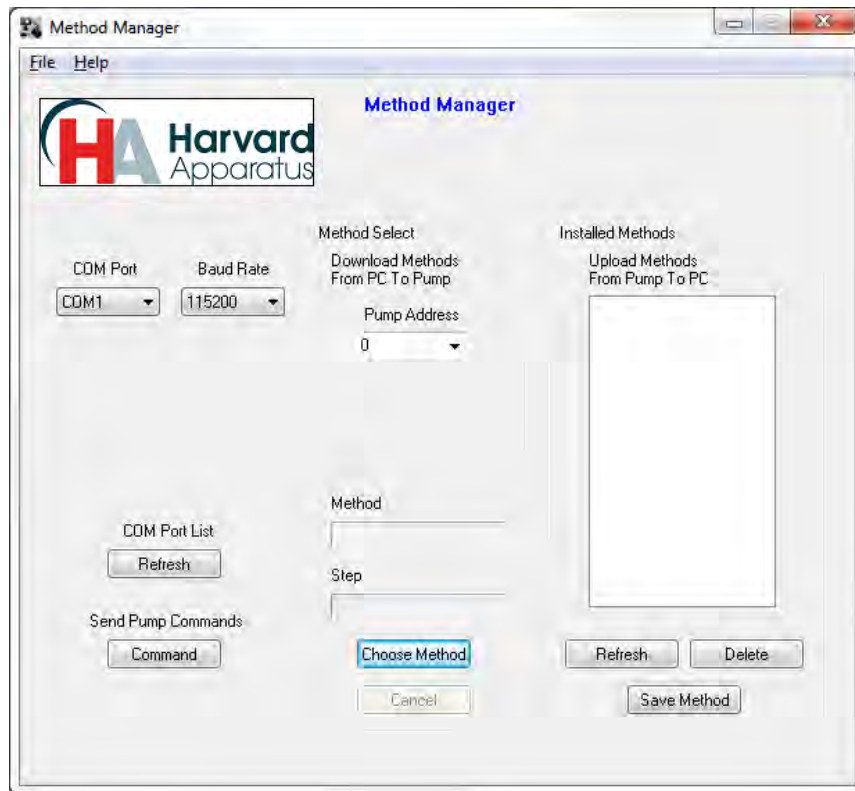 Method Manager
File Help
Method Manager
HA Harvard
Apparatus
Method Select
Installed Methods
COM Port
Baud Rate
Download Methods
From PC To Pump
Upload Methods
From Pump To PC
COM1
115200
Pump Address
0
Method
COM Port List
Refresh
Step
Send Pump Commands
Command
Choose Method
Refresh
Delete
Cancel
Save Method